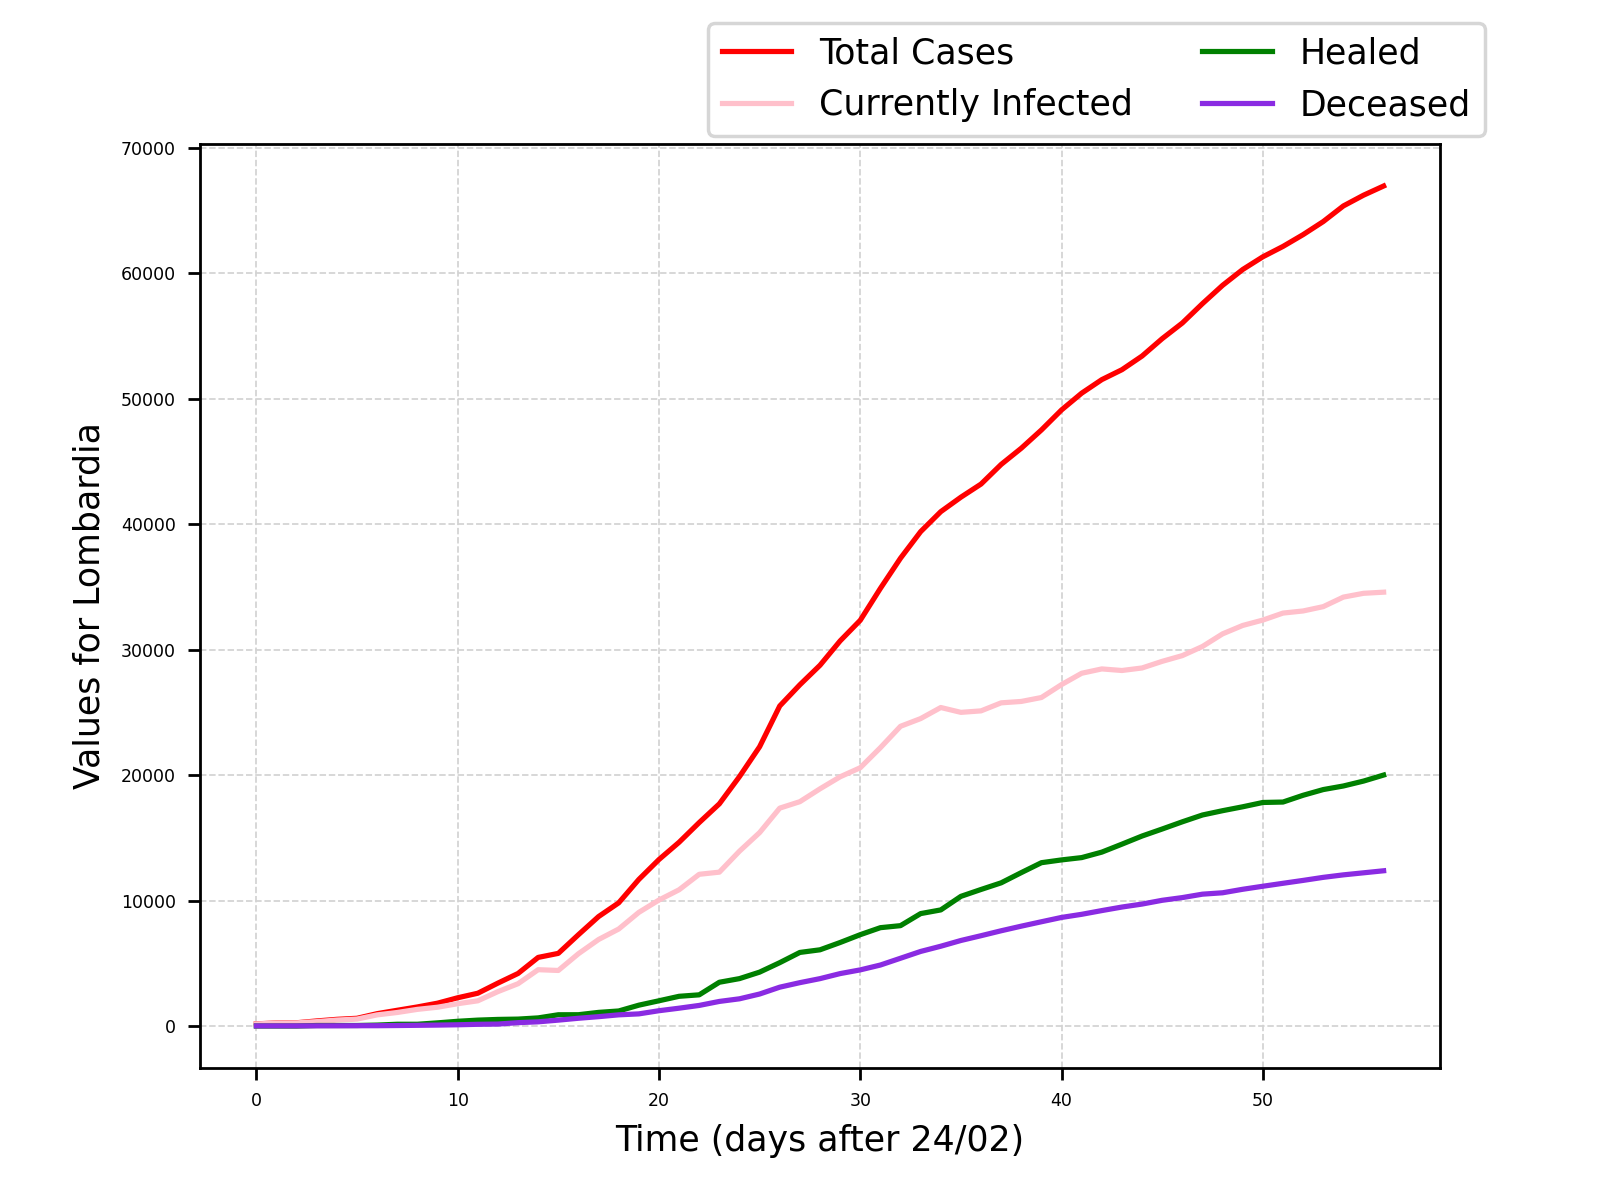 Total Cases
Currently Infected
Healed
Deceased
70000
60000
50000
40000
30000
20000
10000
0
Values for Lombardia
0 10 20 30 40 50
Time (days after 24/02)